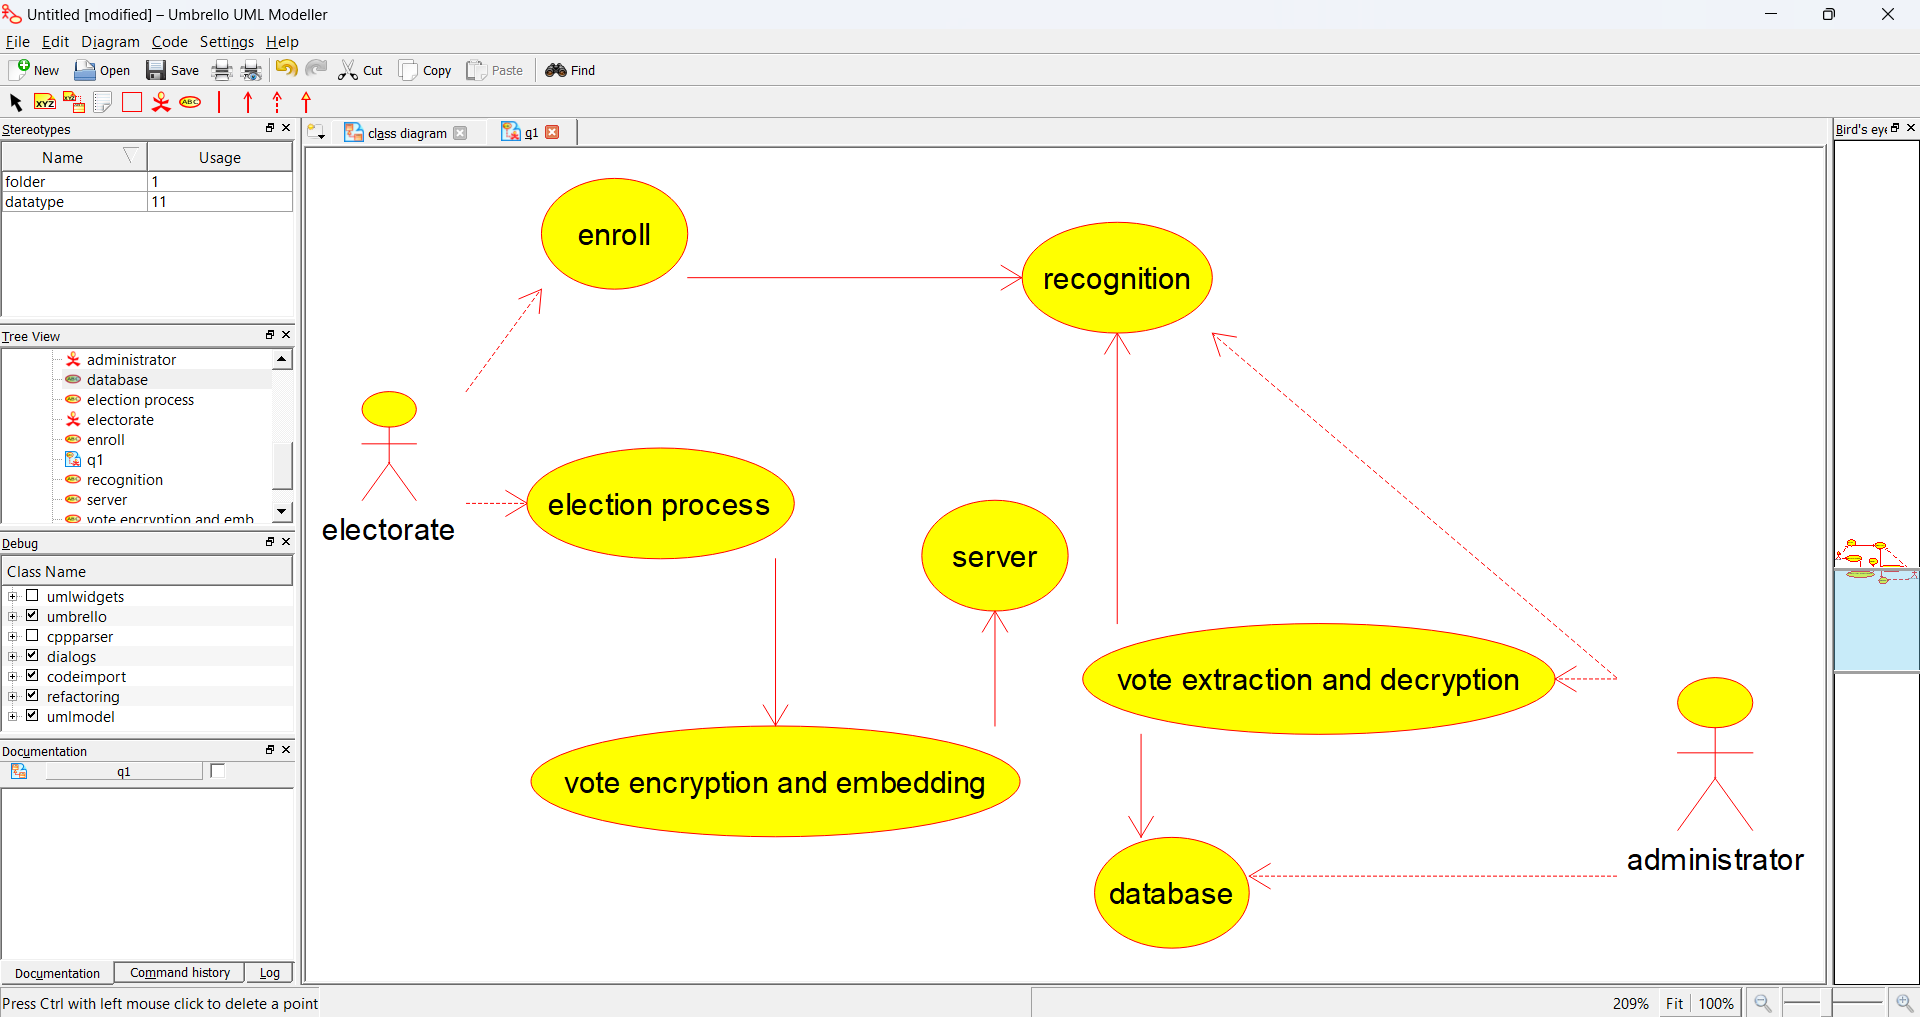 Untitled [modified] – Umbrello UML Modeller
File Edit Diagram Code Settings Help
New Open Save Cut Copy Paste Find
XYZ XYZ ABC
Stereotypes
Name Usage
folder 1
datatype 11
Tree View
administrator
database
election process
electorate
enroll
q1
recognition
server
vote encryption and emb
Debug
Class Name
umlwidgets
umbrello
cppparser
dialogs
codeimport
refactoring
umlmodel
Documentation
q1
Documentation Command history Log
class diagram q1
enroll
recognition
electorate
election process
server
vote extraction and decryption
vote encryption and embedding
administrator
database
Bird's eye
Press Ctrl with left mouse click to delete a point
209% Fit 100%